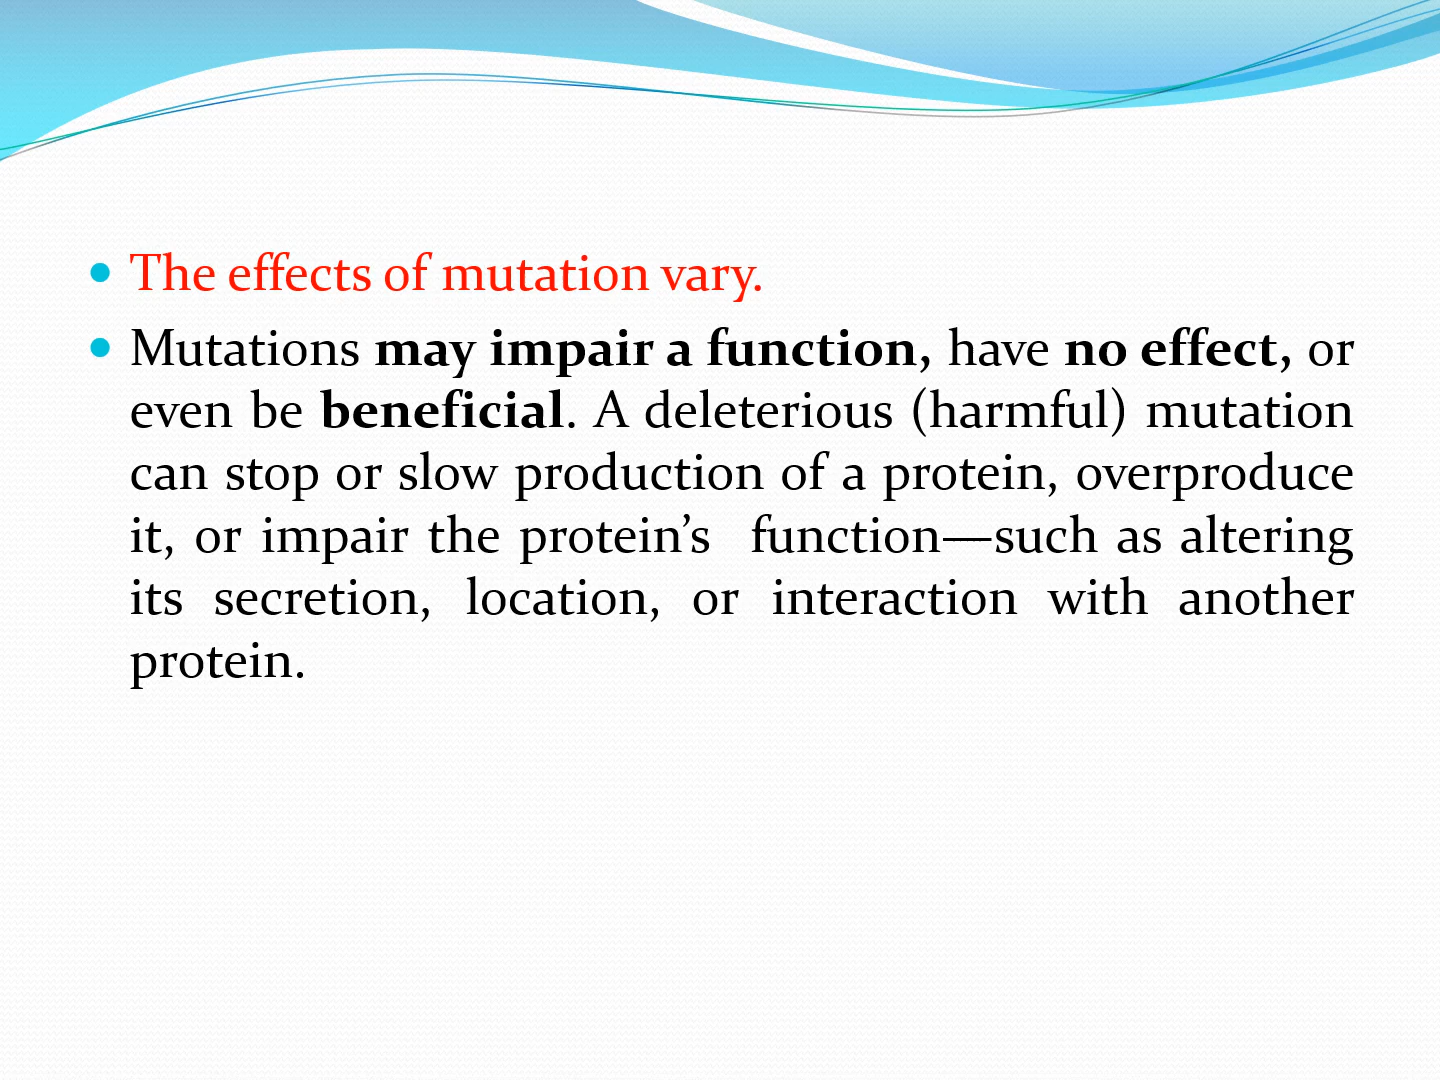 The effects of mutation vary.
Mutations may impair a function, have no effect, or
even be beneficial. A deleterious (harmful) mutation
can stop or slow production of a protein, overproduce
it, or impair the protein’s function—such as altering
its secretion, location, or interaction with another
protein.